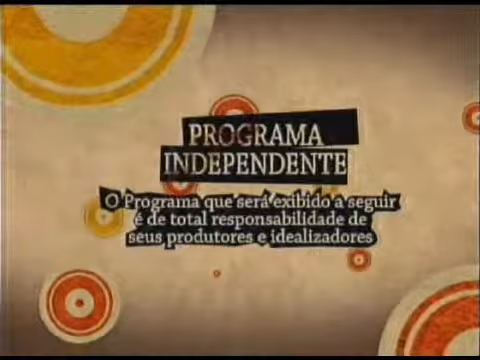 PROGRAMA
INDEPENDENTE
O Programa que será exibido a seguir
é de total responsabilidade de
seus produtores e idealizadores